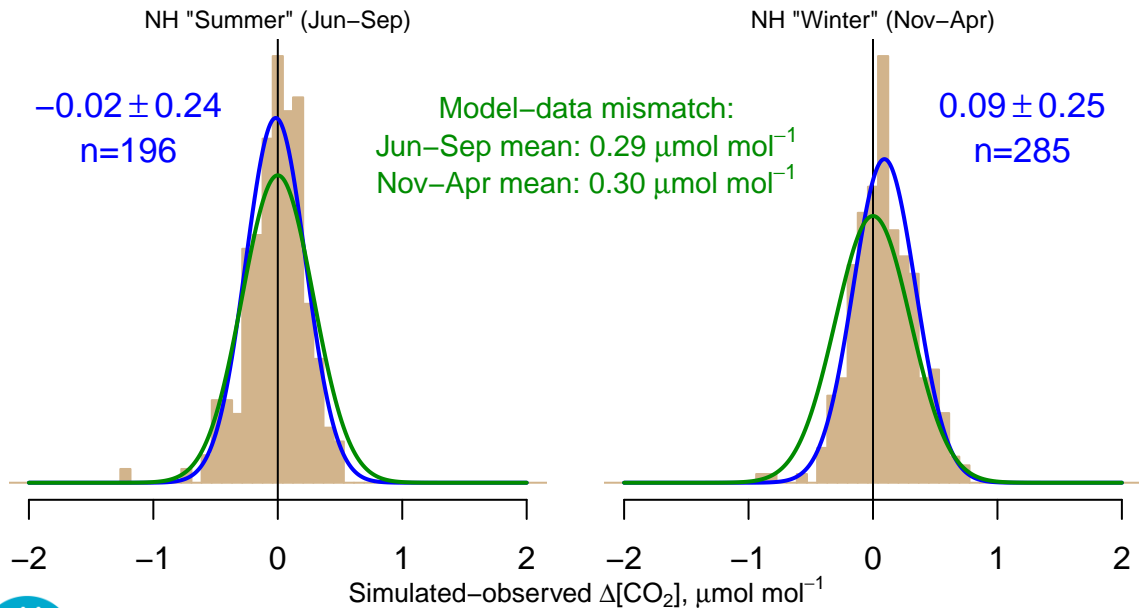 NH "Summer" (Jun−Sep)
NH "Winter" (Nov−Apr)
−0.02 ± 0.24
n=196
Model−data mismatch:
Jun−Sep mean: 0.29 μmol mol⁻¹
Nov−Apr mean: 0.30 μmol mol⁻¹
0.09 ± 0.25
n=285
−2 −1 0 1 2
−2 −1 0 1 2
Simulated−observed Δ[CO₂], μmol mol⁻¹